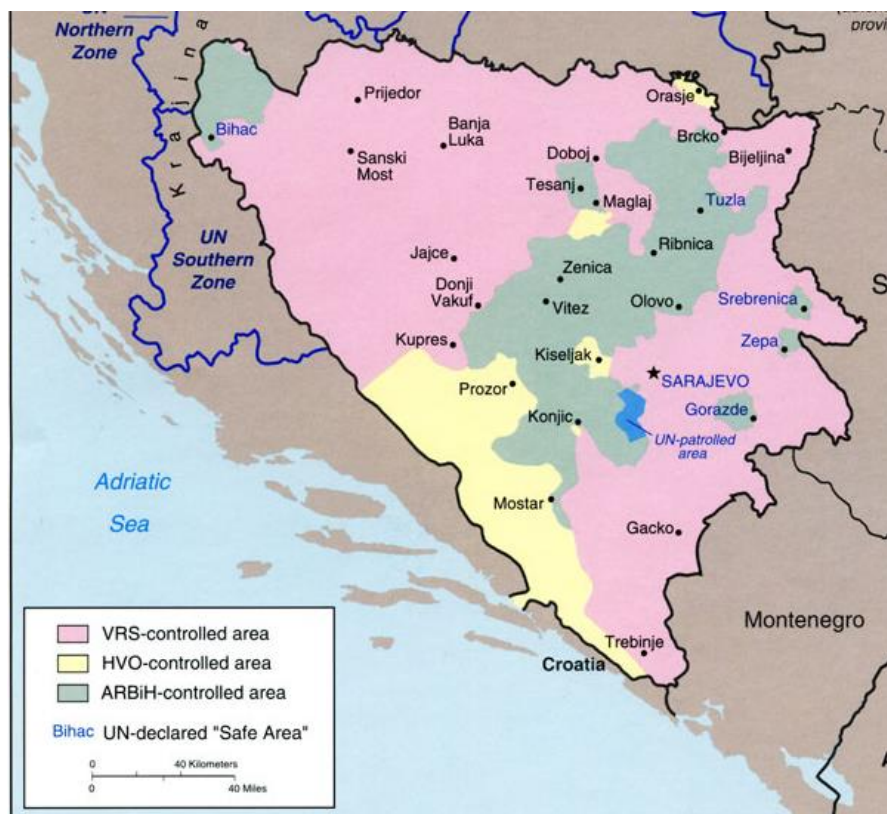 Northern
Zone
Krajina
Bihac
UN
Southern
Zone
Prijedor
Sanski
Most
Banja
Luka
Doboj
Tesanj
Maglaj
Orasje
Brcko
Bijeljina
Tuzla
Ribnica
Jajce
Zenica
Donji
Vakuf
Vitez
Olovo
Srebrenica
Kupres
Kiseljak
Zepa
Prozor
SARAJEVO
Konjic
Gorazde
UN-patrolled
area
Adriatic
Sea
Mostar
Gacko
Montenegro
Trebinje
Croatia
VRS-controlled area
HVO-controlled area
ARBiH-controlled area
Bihac UN-declared "Safe Area"
0 40 Kilometers
0 40 Miles